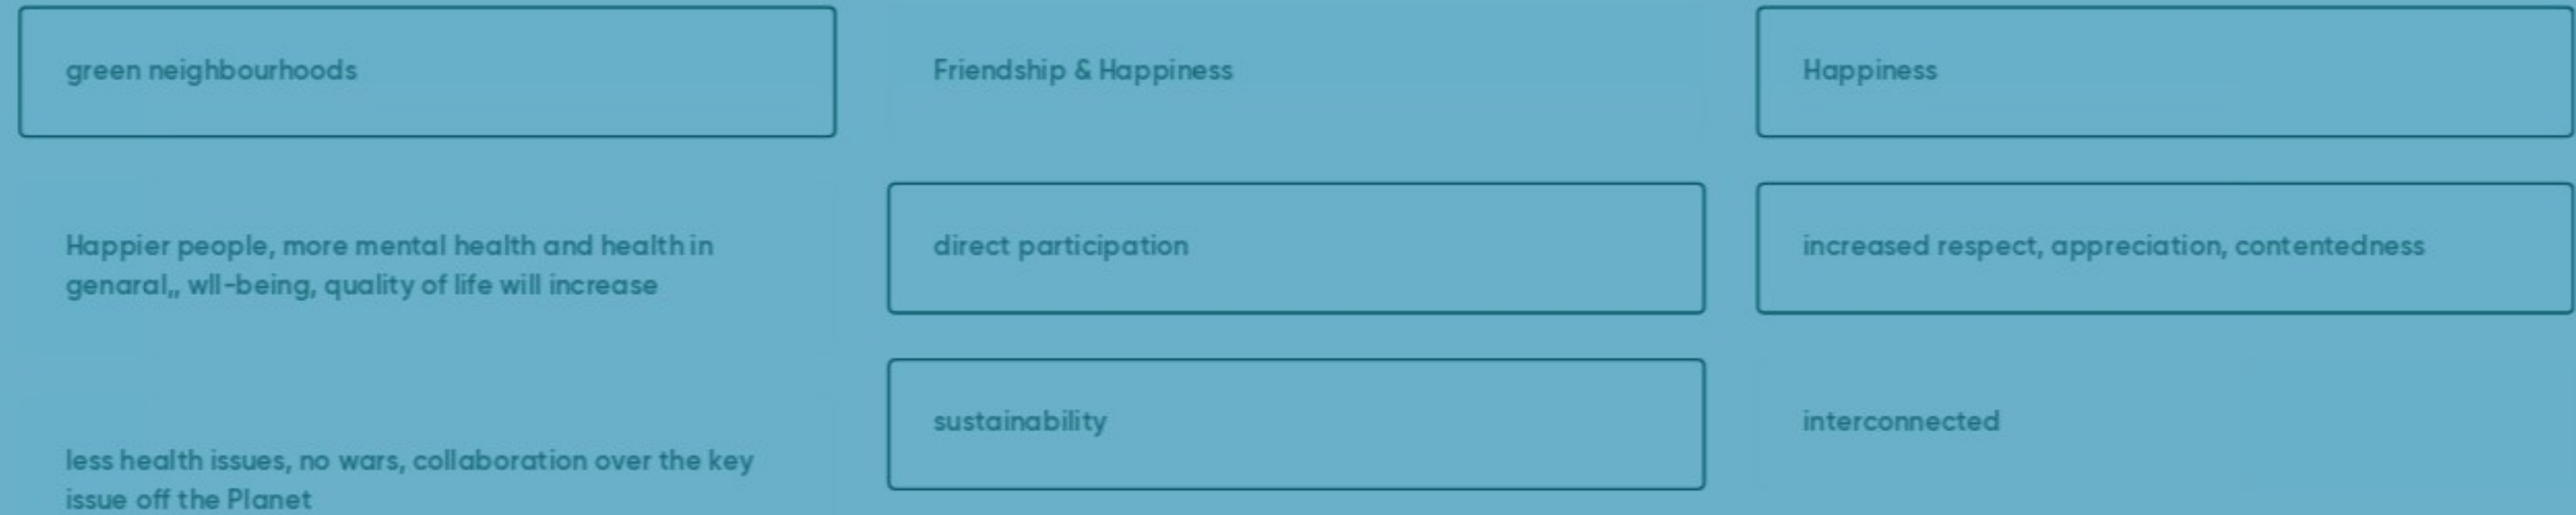 green neighbourhoods
Friendship & Happiness
Happiness
Happier people, more mental health and health in
genaral,, wll-being, quality of life will increase
direct participation
increased respect, appreciation, contentedness
less health issues, no wars, collaboration over the key
issue off the Planet
sustainability
interconnected